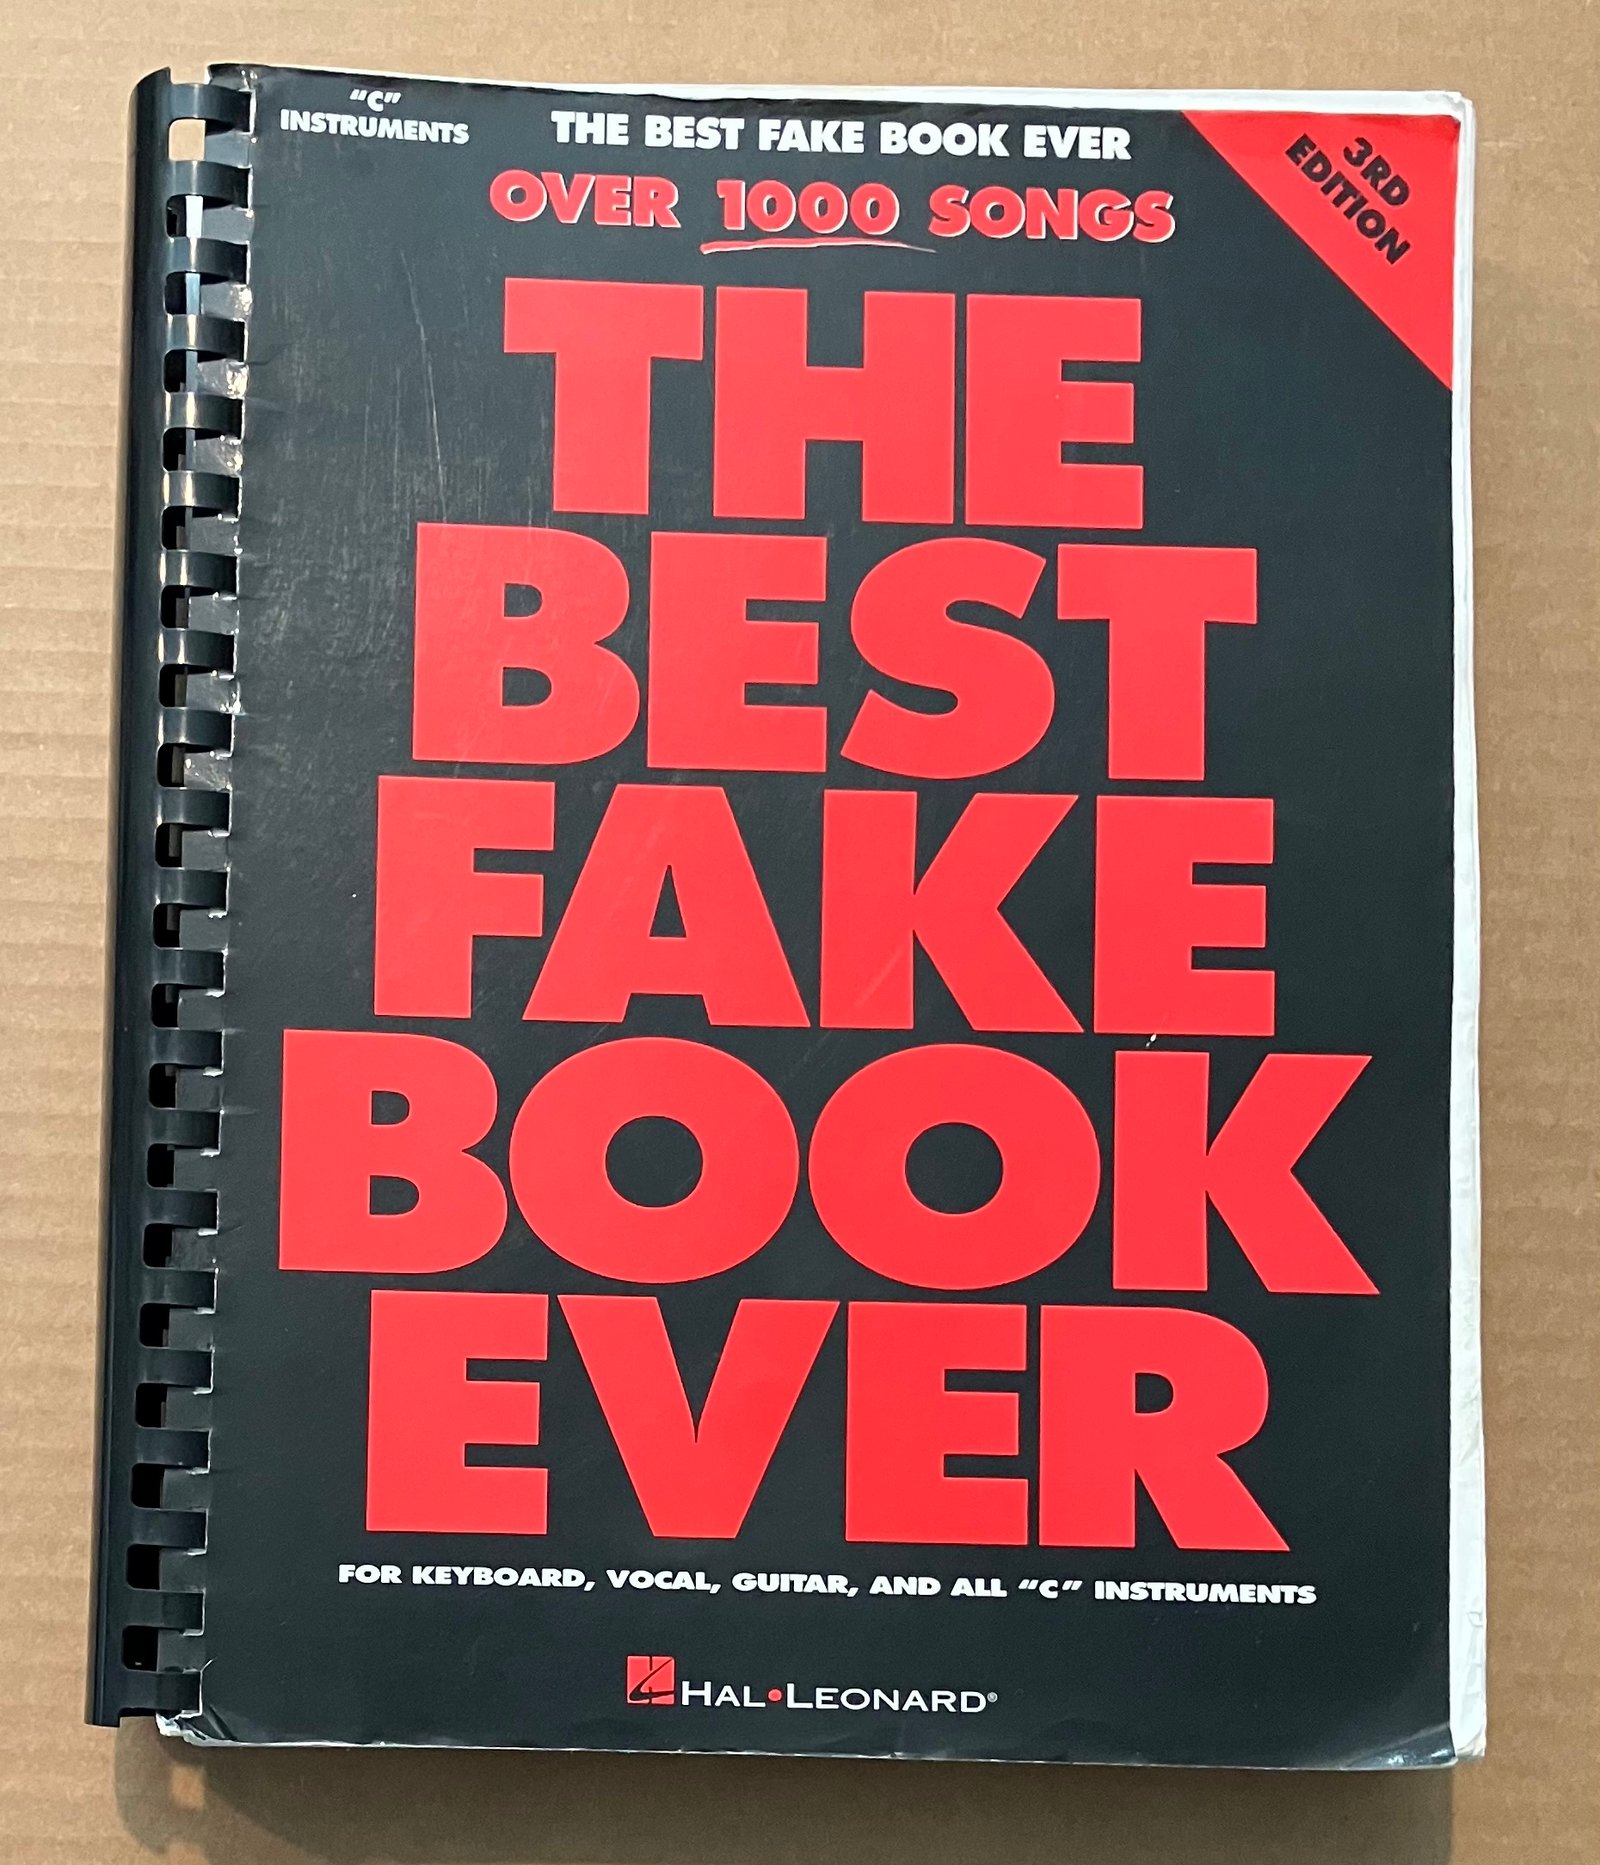 "C"
INSTRUMENTS
THE BEST FAKE BOOK EVER
OVER 1000 SONGS
3RD
EDITION
THE
BEST
FAKE
BOOK
EVER
FOR KEYBOARD, VOCAL, GUITAR, AND ALL "C" INSTRUMENTS
HAL•LEONARD®